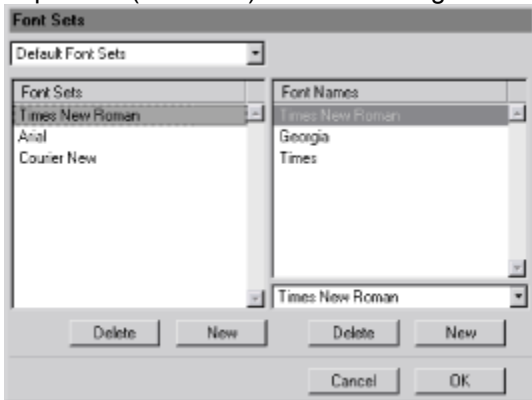 Font Sets
Default Font Sets
Font Sets
Times New Roman
Arial
Courier New
Font Names
Times New Roman
Georgia
Times
Times New Roman
Delete New Delete New
Cancel OK